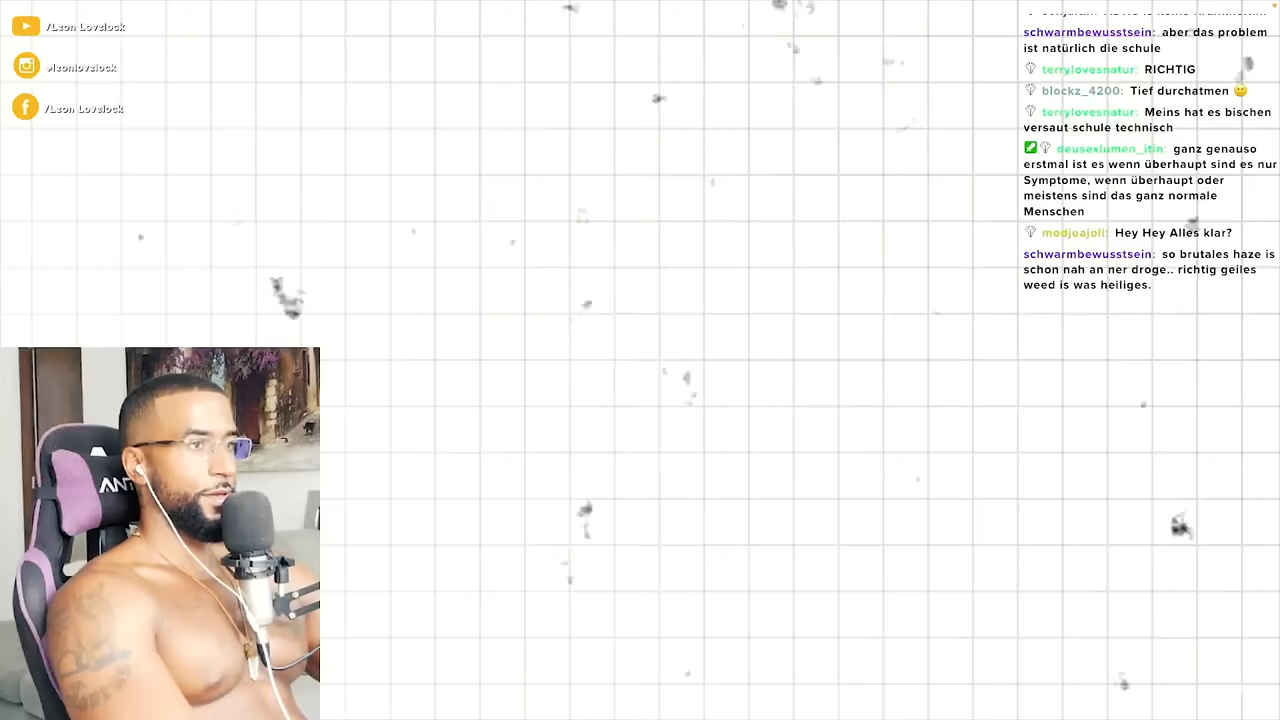 /Leon Lovelock
leonlovelock
/Leon Lovelock
schwarmbewusstsein: aber das problem
ist natürlich die schule
terrylovesnatur: RICHTIG
blockz_4200: Tief durchatmen
terrylovesnatur: Meins hat es bischen
versaut schule technisch
deusexlumen_itin: ganz genauso
erstmal ist es wenn überhaupt sind es nur
Symptome, wenn überhaupt oder
meistens sind das ganz normale
Menschen
modjoajoli: Hey Hey Alles klar?
schwarmbewusstsein: so brutales haze is
schon nah an ner droge.. richtig geiles
weed is was heiliges.
ANT